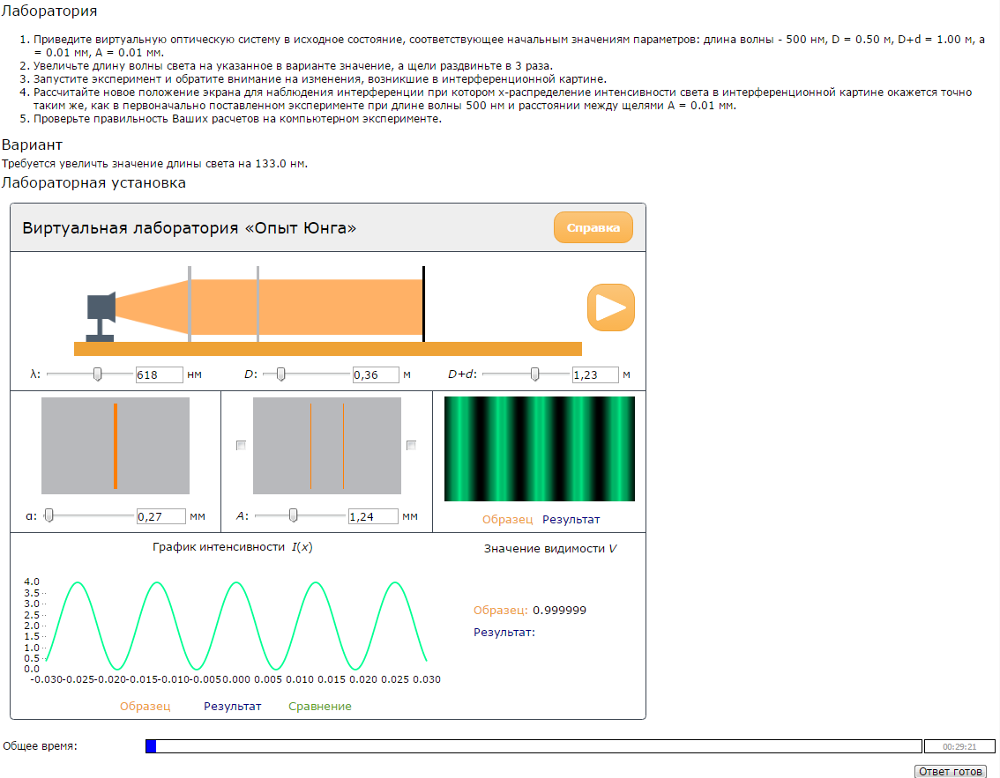 Лаборатория
1. Приведите виртуальную оптическую систему в исходное состояние, соответствующее начальным значениям параметров: длина волны - 500 нм, D = 0.50 м, D+d = 1.00 м, а
= 0.01 мм, A = 0.01 мм.
2. Увеличьте длину волны света на указанное в варианте значение, а щели раздвиньте в 3 раза.
3. Запустите эксперимент и обратите внимание на изменения, возникшие в интерференционной картине.
4. Рассчитайте новое положение экрана для наблюдения интерференции при котором х-распределение интенсивности света в интерференционной картине окажется точно
таким же, как в первоначально поставленном эксперименте при длине волны 500 нм и расстоянии между щелями A = 0.01 мм.
5. Проверьте правильность Ваших расчетов на компьютерном эксперименте.
Вариант
Требуется увеличть значение длины света на 133.0 нм.
Лабораторная установка
Виртуальная лаборатория «Опыт Юнга»
Справка
λ: 618 нм D: 0,36 м D+d: 1,23 м
ɑ: 0,27 мм A: 1,24 мм
Образец Результат
График интенсивности I(x)
Значение видимости V
4.0
3.5
3.0
2.5
2.0
1.5
1.0
0.5
0.0
-0.030 -0.025 -0.020 -0.015 -0.010 -0.005 0.000 0.005 0.010 0.015 0.020 0.025 0.030
Образец: 0.999999
Результат:
Образец Результат Сравнение
Общее время: 00:29:21
Ответ готов